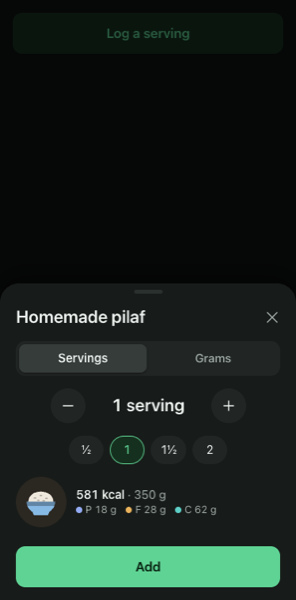 Log a serving
Homemade pilaf
Servings
Grams
1 serving
½
1
1½
2
581 kcal · 350 g
P 18 g F 28 g C 62 g
Add